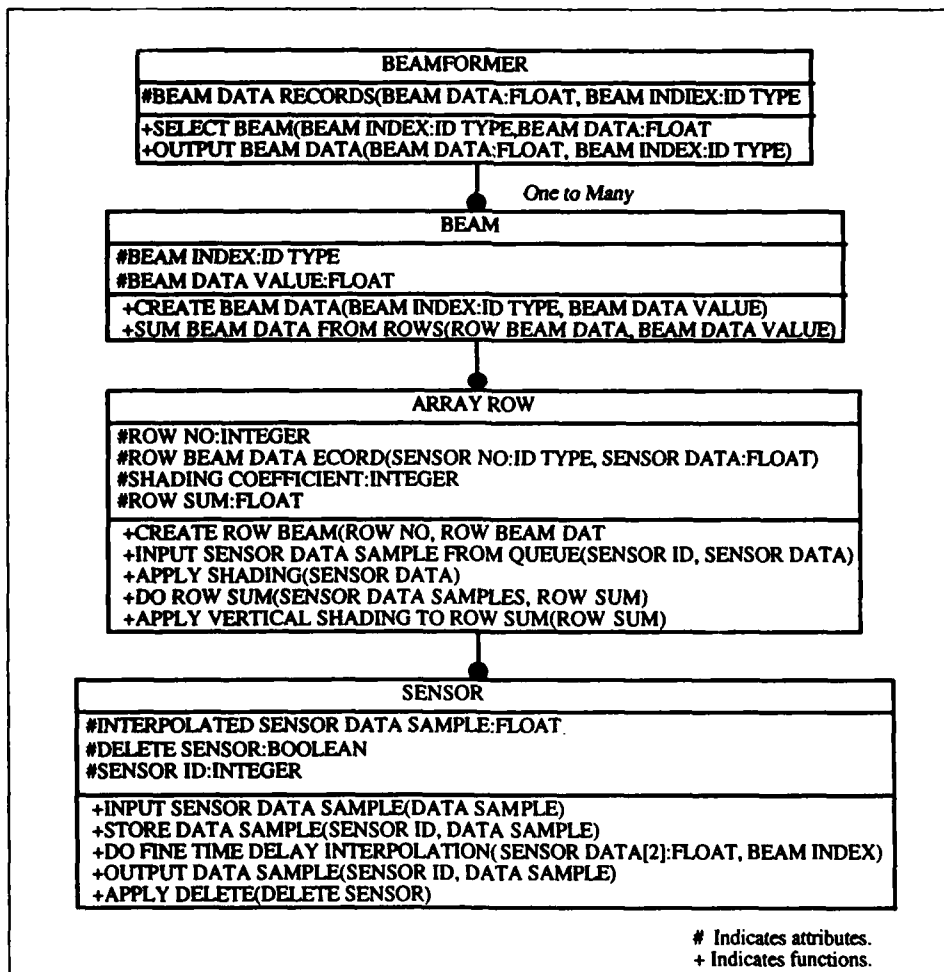 BEAMFORMER
#BEAM DATA RECORDS(BEAM DATA:FLOAT, BEAM INDIEX:ID TYPE
+SELECT BEAM(BEAM INDEX:ID TYPE,BEAM DATA:FLOAT
+OUTPUT BEAM DATA(BEAM DATA:FLOAT, BEAM INDEX:ID TYPE)
One to Many
BEAM
#BEAM INDEX:ID TYPE
#BEAM DATA VALUE:FLOAT
+CREATE BEAM DATA(BEAM INDEX:ID TYPE, BEAM DATA VALUE)
+SUM BEAM DATA FROM ROWS(ROW BEAM DATA, BEAM DATA VALUE)
ARRAY ROW
#ROW NO:INTEGER
#ROW BEAM DATA ECORD(SENSOR NO:ID TYPE, SENSOR DATA:FLOAT)
#SHADING COEFFICIENT:INTEGER
#ROW SUM:FLOAT
+CREATE ROW BEAM(ROW NO, ROW BEAM DAT
+INPUT SENSOR DATA SAMPLE FROM QUEUE(SENSOR ID, SENSOR DATA)
+APPLY SHADING(SENSOR DATA)
+DO ROW SUM(SENSOR DATA SAMPLES, ROW SUM)
+APPLY VERTICAL SHADING TO ROW SUM(ROW SUM)
SENSOR
#INTERPOLATED SENSOR DATA SAMPLE:FLOAT
#DELETE SENSOR:BOOLEAN
#SENSOR ID:INTEGER
+INPUT SENSOR DATA SAMPLE(DATA SAMPLE)
+STORE DATA SAMPLE(SENSOR ID, DATA SAMPLE)
+DO FINE TIME DELAY INTERPOLATION(SENSOR DATA[2]:FLOAT, BEAM INDEX)
+OUTPUT DATA SAMPLE(SENSOR ID, DATA SAMPLE)
+APPLY DELETE(DELETE SENSOR)
# Indicates attributes.
+ Indicates functions.